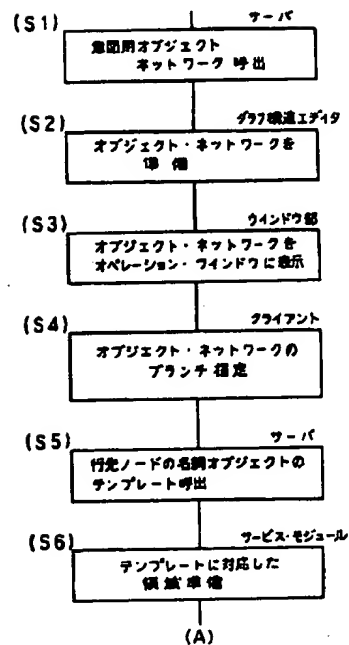 サーバ
(S1)
意図用オブジェクト
ネットワーク呼出
グラフ構造エディタ
(S2)
オブジェクト・ネットワークを
準備
ウインドウ部
(S3)
オブジェクト・ネットワークを
オペレーション・ウインドウに表示
クライアント
(S4)
オブジェクト・ネットワークの
ブランチ指定
サーバ
(S5)
行先ノードの名詞オブジェクトの
テンプレート呼出
サービス・モジュール
(S6)
テンプレートに対応した
領域準備
(A)